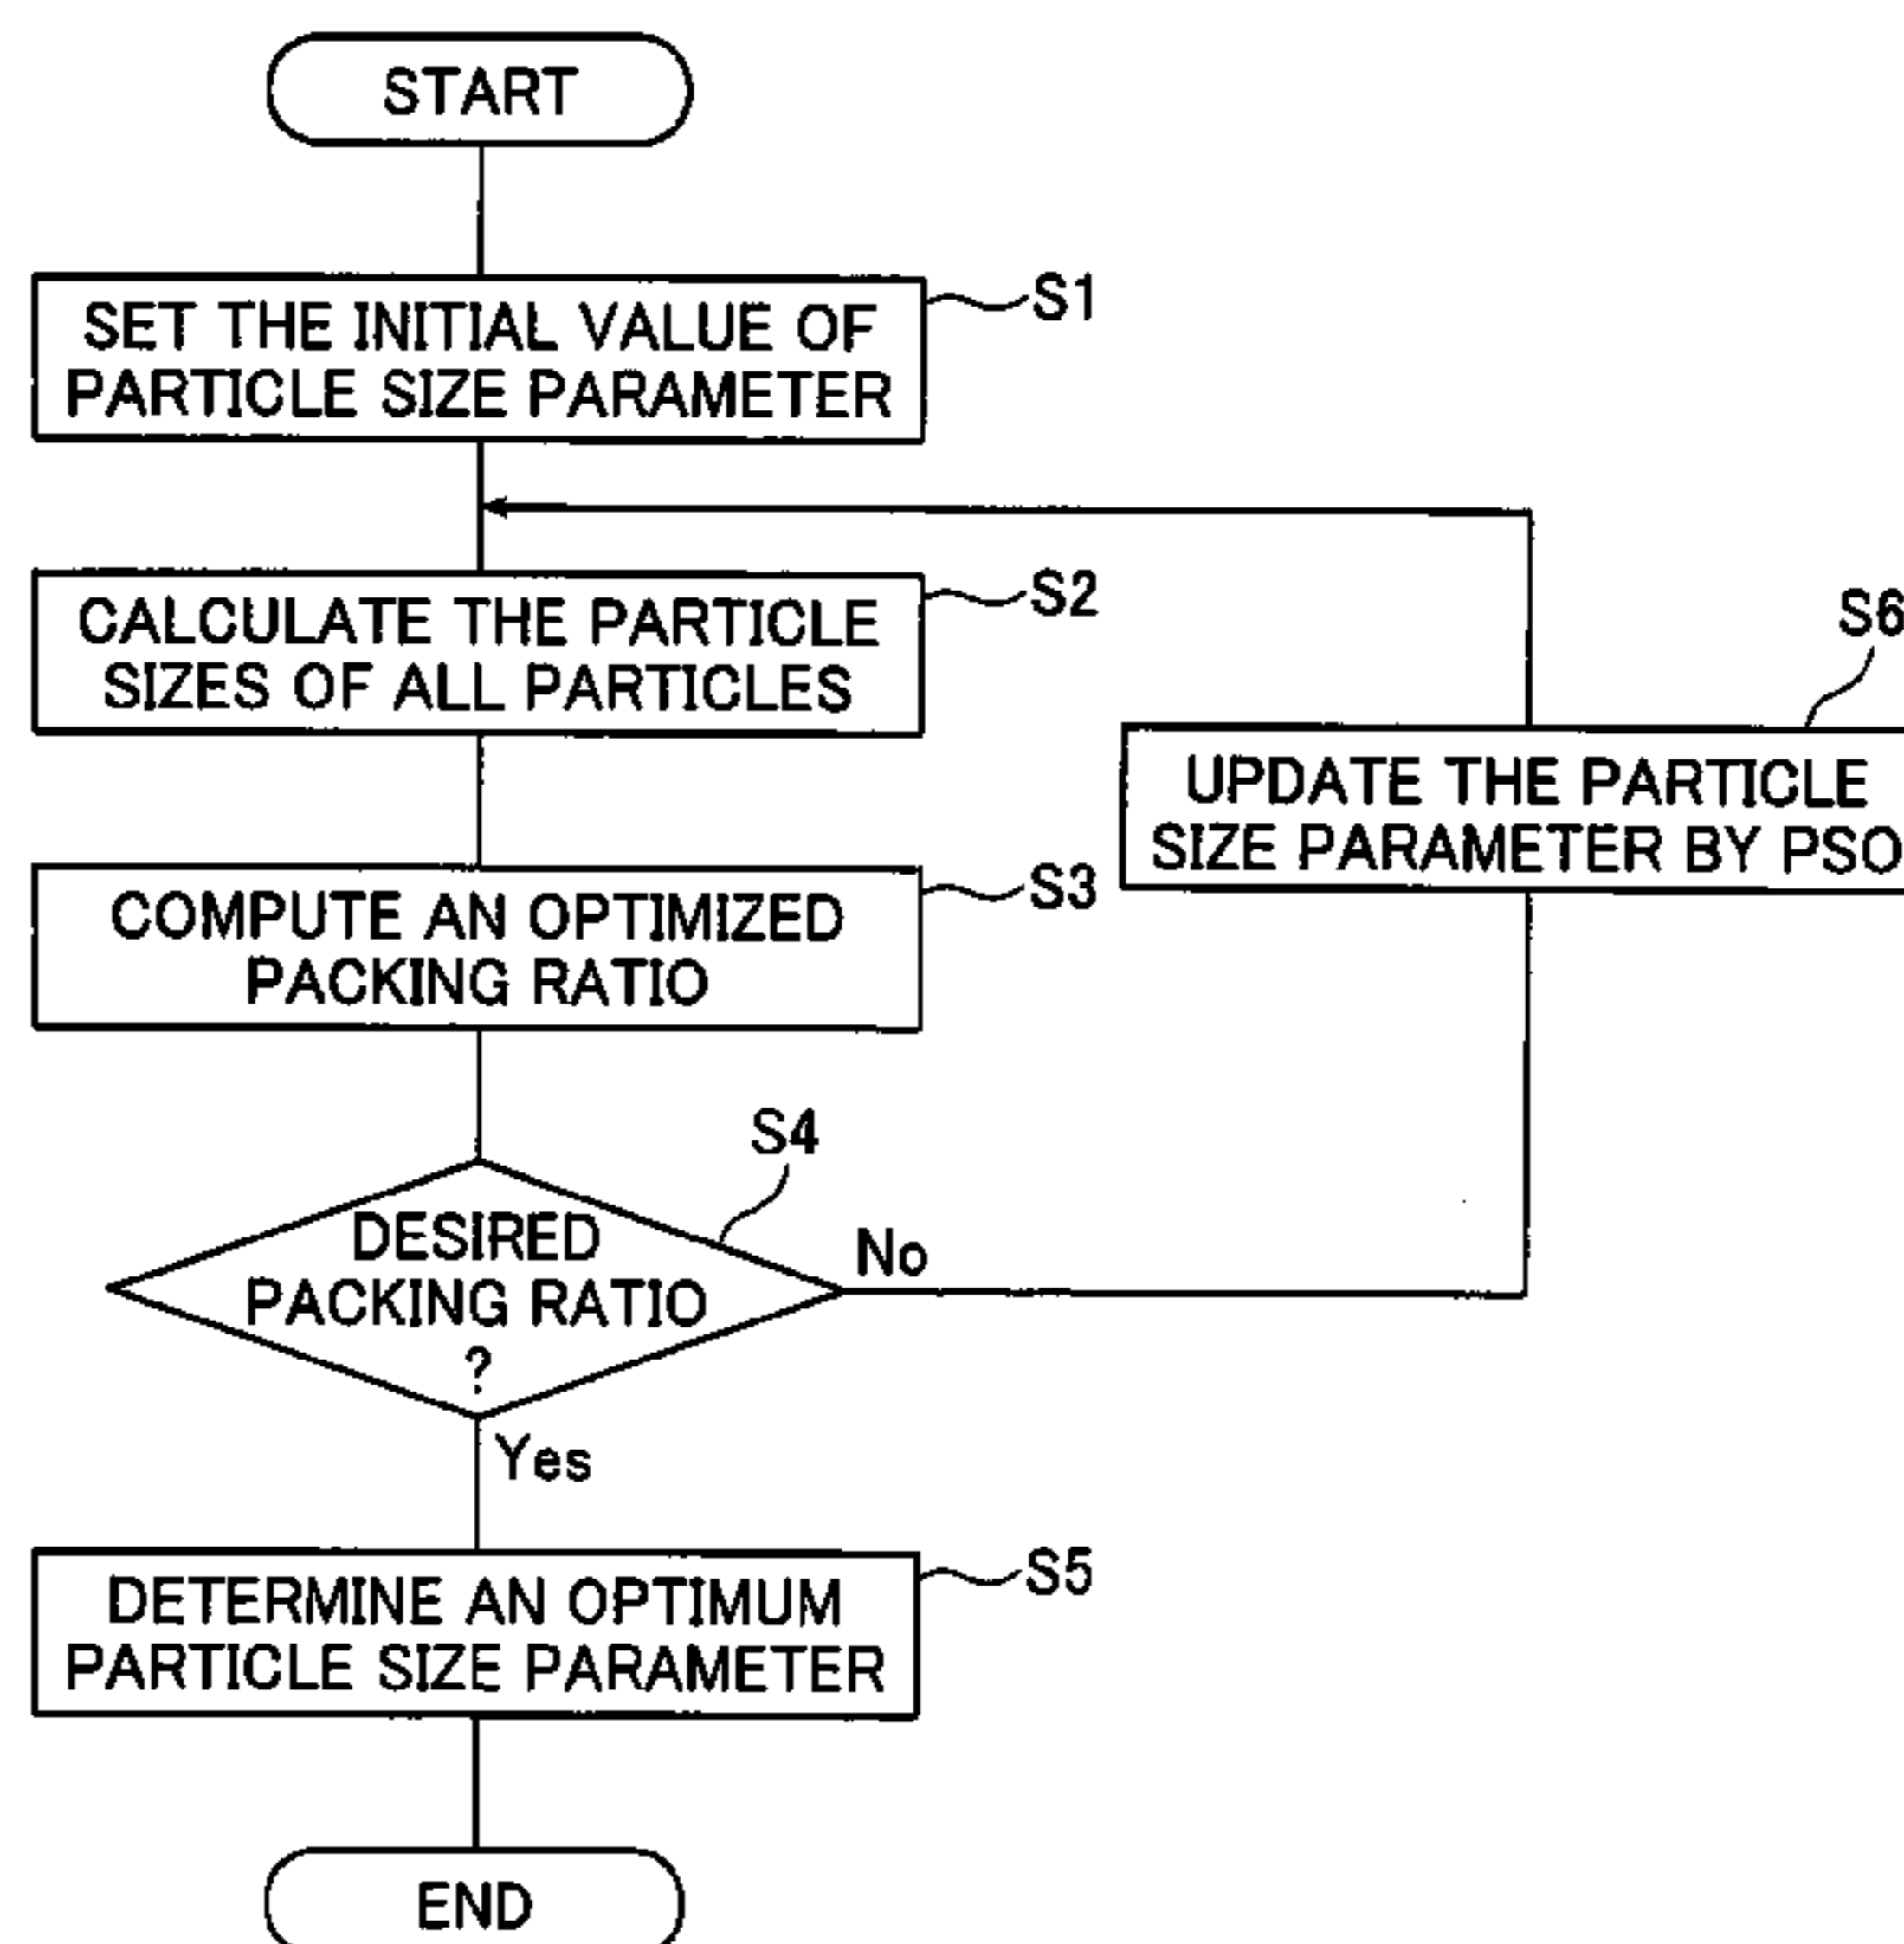 START
SET THE INITIAL VALUE OF
PARTICLE SIZE PARAMETER
S1
CALCULATE THE PARTICLE
SIZES OF ALL PARTICLES
S2
S6
UPDATE THE PARTICLE
SIZE PARAMETER BY PSO
COMPUTE AN OPTIMIZED
PACKING RATIO
S3
S4
DESIRED
PACKING RATIO
?
No
Yes
DETERMINE AN OPTIMUM
PARTICLE SIZE PARAMETER
S5
END